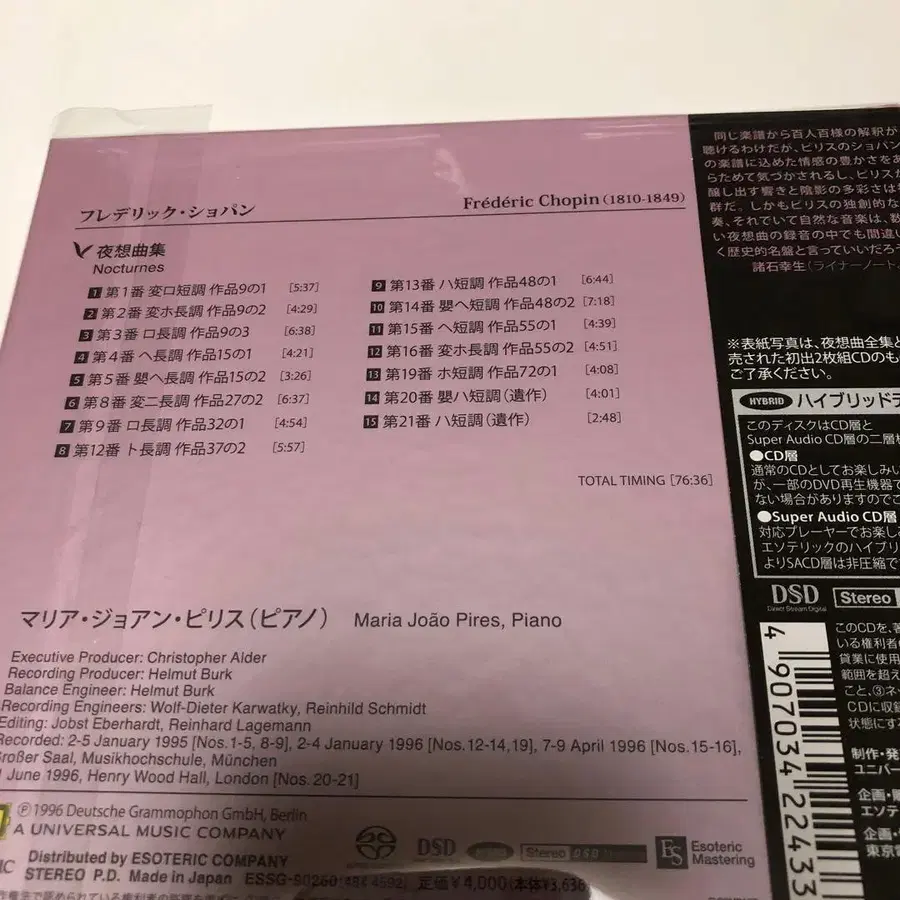 フレデリック・ショパン
Frédéric Chopin (1810-1849)
夜想曲集
Nocturnes
1 第1番 変ロ短調 作品9の1 [5:37]
2 第2番 変ホ長調 作品9の2 [4:29]
3 第3番 ロ長調 作品9の3 [6:38]
4 第4番 ヘ長調 作品15の1 [4:21]
5 第5番 嬰ヘ長調 作品15の2 [3:26]
6 第8番 変ニ長調 作品27の2 [6:37]
7 第9番 ロ長調 作品32の1 [4:54]
8 第12番 ト長調 作品37の2 [5:57]
9 第13番 ハ短調 作品48の1 [6:44]
10 第14番 嬰ヘ短調 作品48の2 [7:18]
11 第15番 ヘ短調 作品55の1 [4:39]
12 第16番 変ホ長調 作品55の2 [4:51]
13 第19番 ホ短調 作品72の1 [4:08]
14 第20番 嬰ハ短調(遺作) [4:01]
15 第21番 ハ短調(遺作) [2:48]
TOTAL TIMING [76:36]
マリア・ジョアン・ピリス(ピアノ) Maria João Pires, Piano
Executive Producer: Christopher Alder
Recording Producer: Helmut Burk
Balance Engineer: Helmut Burk
Recording Engineers: Wolf-Dieter Karwatky, Reinhild Schmidt
Editing: Jobst Eberhardt, Reinhard Lagemann
Recorded: 2-5 January 1995 [Nos.1-5, 8-9], 2-4 January 1996 [Nos.12-14,19], 7-9 April 1996 [Nos.15-16],
Großer Saal, Musikhochschule, München
1 June 1996, Henry Wood Hall, London [Nos.20-21]
Ⓟ1996 Deutsche Grammophon GmbH, Berlin
A UNIVERSAL MUSIC COMPANY
Distributed by ESOTERIC COMPANY
STEREO P.D. Made in Japan ESSG-90260 (484 4592) 定価¥4,000(本体¥3,638
DSD
HYBRID
Stereo DSD
ES Esoteric
Mastering
同じ楽譜から百人百様の解釈が
聴けるわけだが、ピリスのショパン
の楽譜に込めた情感の豊かさをあ
らためて気づかされるし、ピリスが
醸し出す響きと陰影の多彩さは
群だ。しかもピリスの独創的な
奏、それでいて自然な音楽は、数
い夜想曲の録音の中でも間違い
く歴史的名盤と言っていいだろう
諸石幸生(ライナーノート
※表紙写真は、夜想曲全集と
売された初出2枚組CDのも
ご了承ください。
HYBRID ハイブリッドデ
このディスクはCD層と
Super Audio CD層の二層
●CD層
通常のCDとしてお楽しみい
が、一部のDVD再生機器で
ない場合がありますのでご
●Super Audio CD層
対応プレーヤーでお楽し
エソテリックのハイブリ
よりSACD層は非圧縮で
DSD
Direct Stream Digital
Stereo
このCDを、著
いる権利者
貸業に使用
範囲を超え
こと、③ネッ
CDに収録
状態にする
制作・発
ユニバー
企画・販
エソテ
企画・
東京電
4 907034 22433